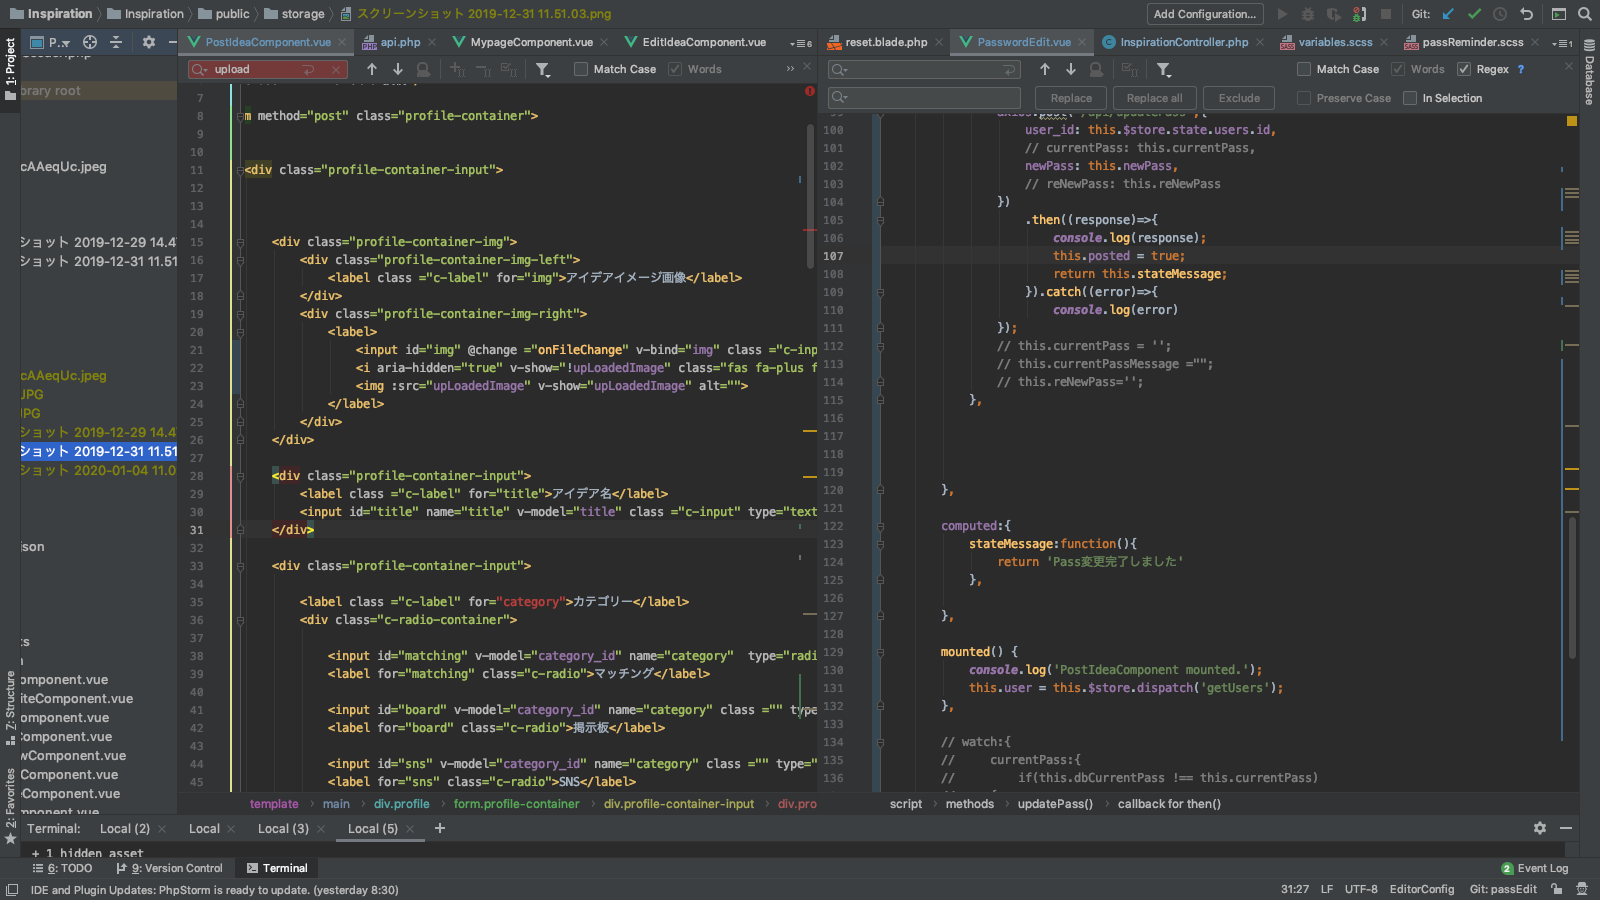 Inspiration Inspiration public storage スクリーンショット 2019-12-31 11.51.03.png Add Configuration... Git:
P.. PostIdeaComponent.vue api.php MypageComponent.vue EditIdeaComponent.vue 6 reset.blade.php PasswordEdit.vue InspirationController.php variables.scss passReminder.scss 1
1: Project
Database
Z: Structure
2: Favorites
upload Match Case Words >> Match Case Words Regex ?
Replace Replace all Exclude Preserve Case In Selection
brary root
cAAeqUc.jpeg
ショット 2019-12-29 14.4
ショット 2019-12-31 11.51
cAAeqUc.jpeg
JPG
JPG
ショット 2019-12-29 14.4
ショット 2019-12-31 11.51
ショット 2020-01-04 11.0
ison
ts
omponent.vue
iteComponent.vue
omponent.vue
Component.vue
wComponent.vue
Component.vue
eComponent.vue
mponent.vue
7
8 m method="post" class="profile-container">
9
10
11 <div class="profile-container-input">
12
13
14
15 <div class="profile-container-img">
16 <div class="profile-container-img-left">
17 <label class ="c-label" for="img">アイデアイメージ画像</label>
18 </div>
19 <div class="profile-container-img-right">
20 <label>
21 <input id="img" @change ="onFileChange" v-bind="img" class ="c-inp
22 <i aria-hidden="true" v-show="!upLoadedImage" class="fas fa-plus f
23 <img :src="upLoadedImage" v-show="upLoadedImage" alt="">
24 </label>
25 </div>
26 </div>
27
28 <div class="profile-container-input">
29 <label class ="c-label" for="title">アイデア名</label>
30 <input id="title" name="title" v-model="title" class ="c-input" type="text
31 </div>
32
33 <div class="profile-container-input">
34
35 <label class ="c-label" for="category">カテゴリー</label>
36 <div class="c-radio-container">
37
38 <input id="matching" v-model="category_id" name="category" type="radi
39 <label for="matching" class="c-radio">マッチング</label>
40
41 <input id="board" v-model="category_id" name="category" class ="" type
42 <label for="board" class="c-radio">掲示板</label>
43
44 <input id="sns" v-model="category_id" name="category" class ="" type="
45 <label for="sns" class="c-radio">SNS</label>
template main div.profile form.profile-container div.profile-container-input div.pro
99 axios.post('/api/updatePass',{
100 user_id: this.$store.state.users.id,
101 // currentPass: this.currentPass,
102 newPass: this.newPass,
103 // reNewPass: this.reNewPass
104 })
105 .then((response)=>{
106 console.log(response);
107 this.posted = true;
108 return this.stateMessage;
109 }).catch((error)=>{
110 console.log(error)
111 });
112 // this.currentPass = '';
113 // this.currentPassMessage ="";
114 // this.reNewPass='';
115 },
116
117
118
119
120 },
121
122 computed:{
123 stateMessage:function(){
124 return 'Pass変更完了しました'
125 },
126
127 },
128
129 mounted() {
130 console.log('PostIdeaComponent mounted.');
131 this.user = this.$store.dispatch('getUsers');
132 },
133
134 // watch:{
135 // currentPass:{
136 // if(this.dbCurrentPass !== this.currentPass)
script methods updatePass() callback for then()
Terminal: Local (2) Local Local (3) Local (5) +
+ 1 hidden asset
6: TODO 9: Version Control Terminal 2 Event Log
IDE and Plugin Updates: PhpStorm is ready to update. (yesterday 8:30) 31:27 LF UTF-8 EditorConfig Git: passEdit